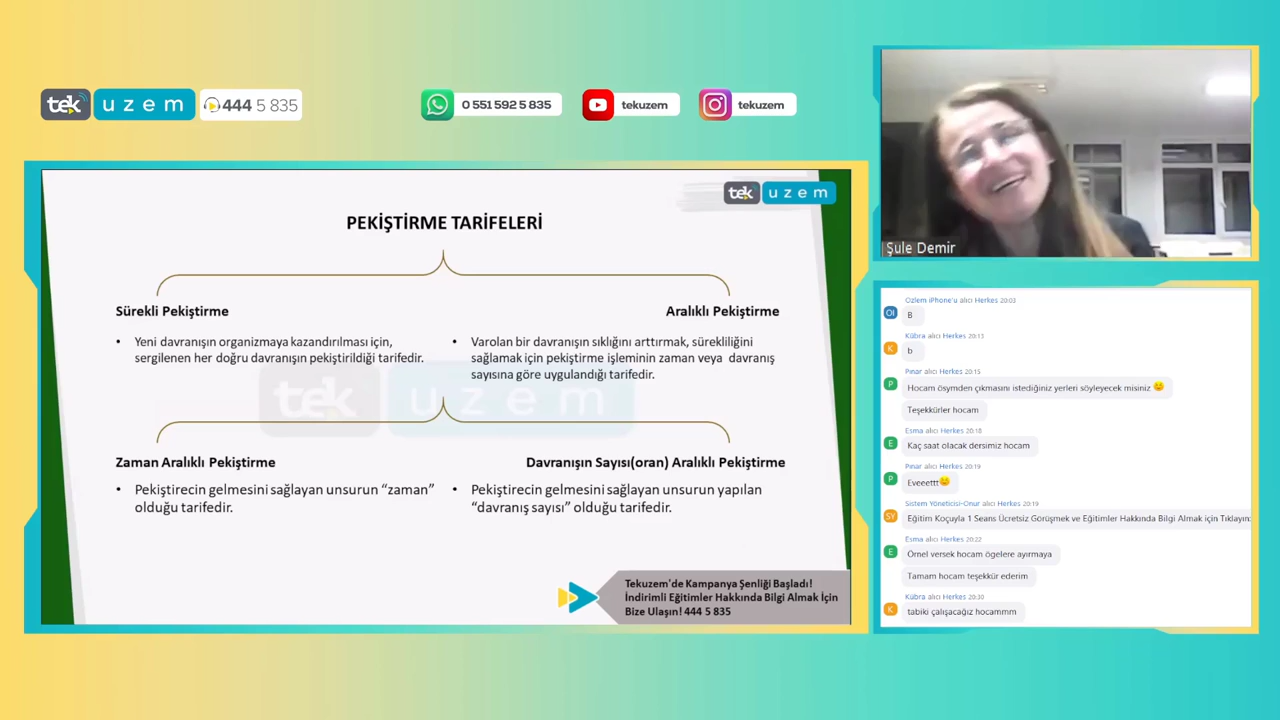 tek uzem 444 5 835
0 551 592 5 835
tekuzem
tekuzem
tek uzem
PEKİŞTİRME TARİFELERİ
Sürekli Pekiştirme
• Yeni davranışın organizmaya kazandırılması için,
sergilenen her doğru davranışın pekiştirildiği tarifedir.
Aralıklı Pekiştirme
• Varolan bir davranışın sıklığını arttırmak, sürekliliğini
sağlamak için pekiştirme işleminin zaman veya davranış
sayısına göre uygulandığı tarifedir.
tek uzem
Zaman Aralıklı Pekiştirme
• Pekiştirecin gelmesini sağlayan unsurun “zaman”
olduğu tarifedir.
Davranışın Sayısı(oran) Aralıklı Pekiştirme
• Pekiştirecin gelmesini sağlayan unsurun yapılan
“davranış sayısı” olduğu tarifedir.
Tekuzem'de Kampanya Şenliği Başladı!
İndirimli Eğitimler Hakkında Bilgi Almak İçin
Bize Ulaşın! 444 5 835
Şule Demir
Özlem iPhone'u alıcı Herkes 20:03
OI
B
Kübra alıcı Herkes 20:13
K
b
Pınar alıcı Herkes 20:15
P
Hocam ösymden çıkmasını istediğiniz yerleri söyleyecek misiniz
Teşekkürler hocam
Esma alıcı Herkes 20:18
E
Kaç saat olacak dersimiz hocam
Pınar alıcı Herkes 20:19
P
Eveeettt
Sistem Yöneticisi-Onur alıcı Herkes 20:19
SY
Eğitim Koçuyla 1 Seans Ücretsiz Görüşmek ve Eğitimler Hakkında Bilgi Almak için Tıklayın:
Esma alıcı Herkes 20:22
E
Örnel versek hocam ögelere ayırmaya
Tamam hocam teşekkür ederim
Kübra alıcı Herkes 20:30
K
tabiki çalışacağız hocammm